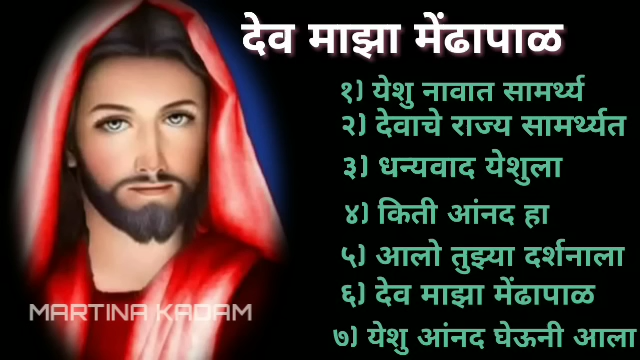 देव माझा मेंढापाळ
१) येशु नावात सामर्थ्य
२) देवाचे राज्य सामर्थ्यत
३) धन्यवाद येशुला
४) किती आंनद हा
५) आलो तुझ्या दर्शनाला
६) देव माझा मेंढापाळ
७) येशु आंनद घेऊनी आला
MARTINA KADAM